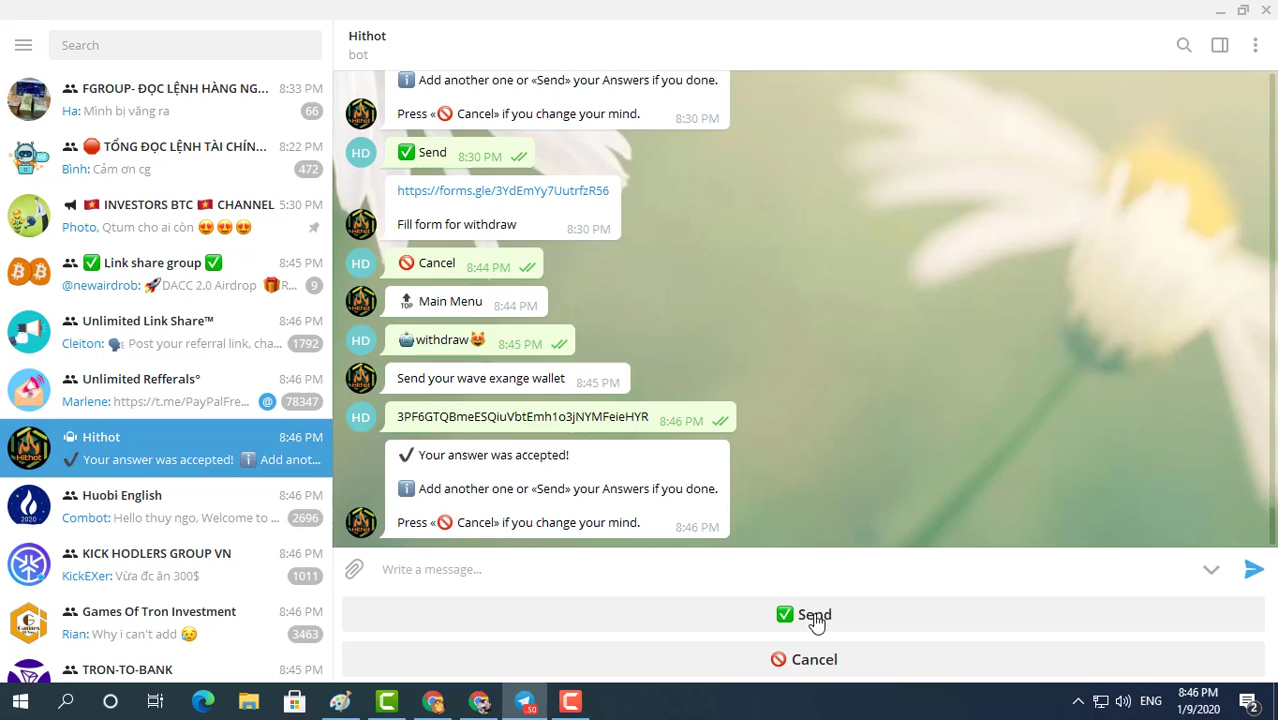 Search
FGROUP- ĐỌC LỆNH HÀNG NG... 8:33 PM
Ha: Mình bị văng ra 66
TỔNG ĐỌC LỆNH TÀI CHÍN... 8:22 PM
Bình: Cảm ơn cg 472
INVESTORS BTC CHANNEL 5:30 PM
Photo, Qtum cho ai còn 😍😍😍
✅ Link share group ✅ 8:45 PM
@newairdrob: 🚀DACC 2.0 Airdrop 🎁R... 9
Unlimited Link Share™ 8:46 PM
Cleiton: 🗣 Post your referral link, cha... 1792
Unlimited Refferals° 8:46 PM
Marlene: https://t.me/PayPalFre... @ 78347
Hithot 8:46 PM
✔ Your answer was accepted! ℹ Add anot...
Huobi English 8:46 PM
Combot: Hello thuy ngo, Welcome to ... 2696
2020
KICK HODLERS GROUP VN 8:46 PM
KickEXer: Vừa đc ăn 300$ 1011
Games Of Tron Investment 8:46 PM
Rian: Why i can't add 😥 3463
TRON-TO-BANK 8:45 PM
Hithot
bot
ℹ Add another one or «Send» your Answers if you done.
Press «🚫 Cancel» if you change your mind. 8:30 PM
HD ✅ Send 8:30 PM
https://forms.gle/3YdEmYy7UutrfzR56
Fill form for withdraw 8:30 PM
HD 🚫 Cancel 8:44 PM
🔝 Main Menu 8:44 PM
HD 🤖withdraw😻 8:45 PM
Send your wave exange wallet 8:45 PM
HD 3PF6GTQBmeESQiuVbtEmh1o3jNYMFeieHYR 8:46 PM
✔ Your answer was accepted!
ℹ Add another one or «Send» your Answers if you done.
Press «🚫 Cancel» if you change your mind. 8:46 PM
Write a message...
✅ Send
🚫 Cancel
50
ENG
8:46 PM
1/9/2020
2